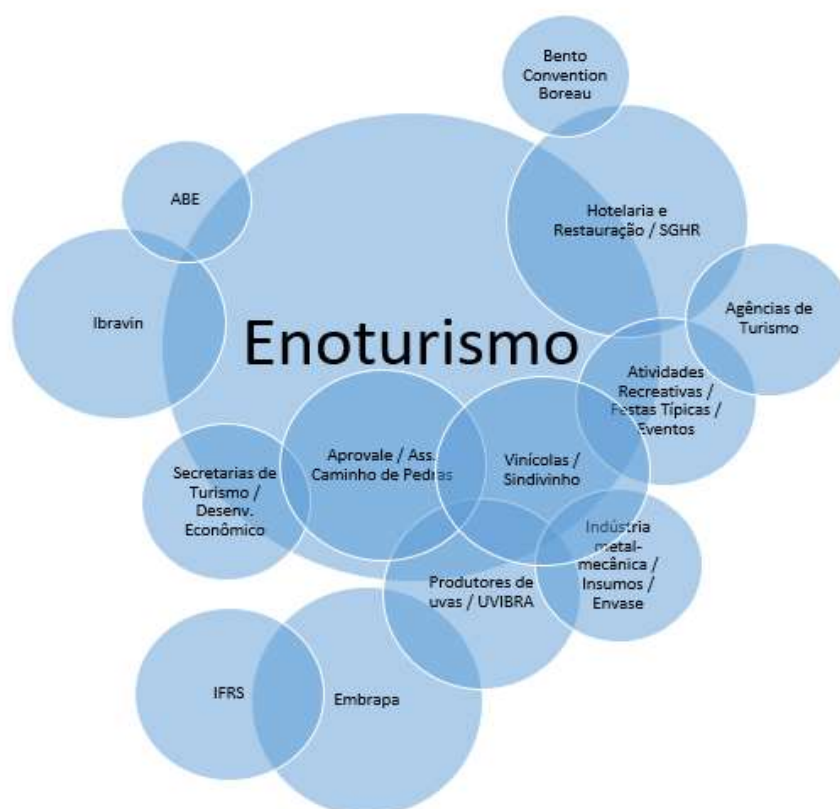 Bento
Convention
Boreau
ABE
Hotelaria e
Restauração / SGHR
Ibravin
Agências de
Turismo
Enoturismo
Atividades
Recreativas /
Festas Típicas /
Eventos
Aprovale / Ass.
Caminho de Pedras
Vinícolas /
Sindivinho
Secretarias de
Turismo /
Desenv.
Econômico
Indústria
metal-
mecânica /
Insumos /
Envase
Produtores de
uvas / UVIBRA
IFRS
Embrapa